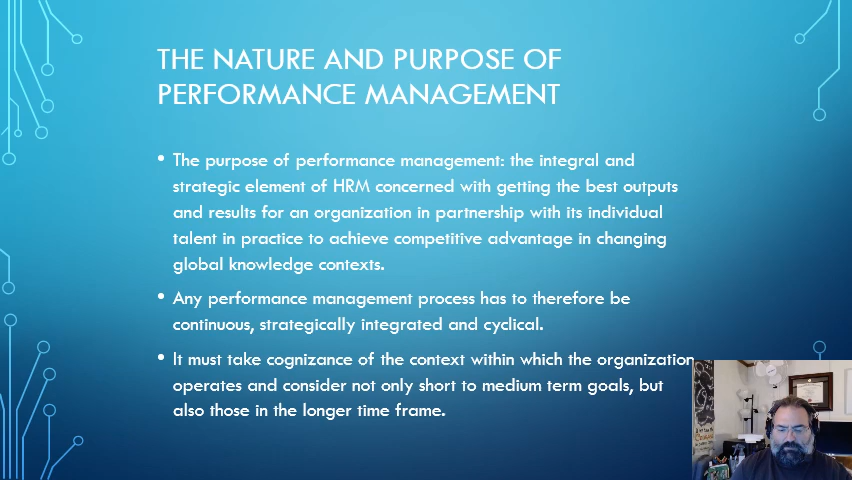 THE NATURE AND PURPOSE OF
PERFORMANCE MANAGEMENT
• The purpose of performance management: the integral and
strategic element of HRM concerned with getting the best outputs
and results for an organization in partnership with its individual
talent in practice to achieve competitive advantage in changing
global knowledge contexts.
• Any performance management process has to therefore be
continuous, strategically integrated and cyclical.
• It must take cognizance of the context within which the organization
operates and consider not only short to medium term goals, but
also those in the longer time frame.